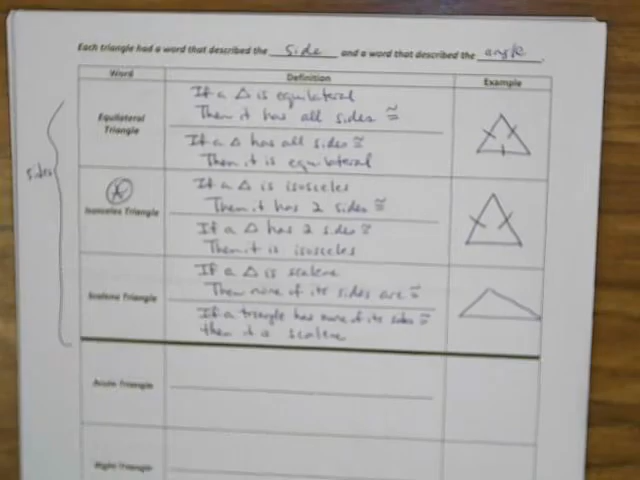 Each triangle had a word that described the side and a word that described the angle.
Word Definition Example
Equilateral Triangle
If a △ is equilateral
Then it has all sides ≅
If a △ has all sides ≅
Then it is equilateral
sides
Isosceles Triangle
If a △ is isosceles
Then it has 2 sides ≅
If a △ has 2 sides ≅
Then it is isosceles
Scalene Triangle
If a △ is scalene
Then none of its sides are ≅
If a triangle has none of its sides ≅
then it is scalene
Acute Triangle
Right Triangle